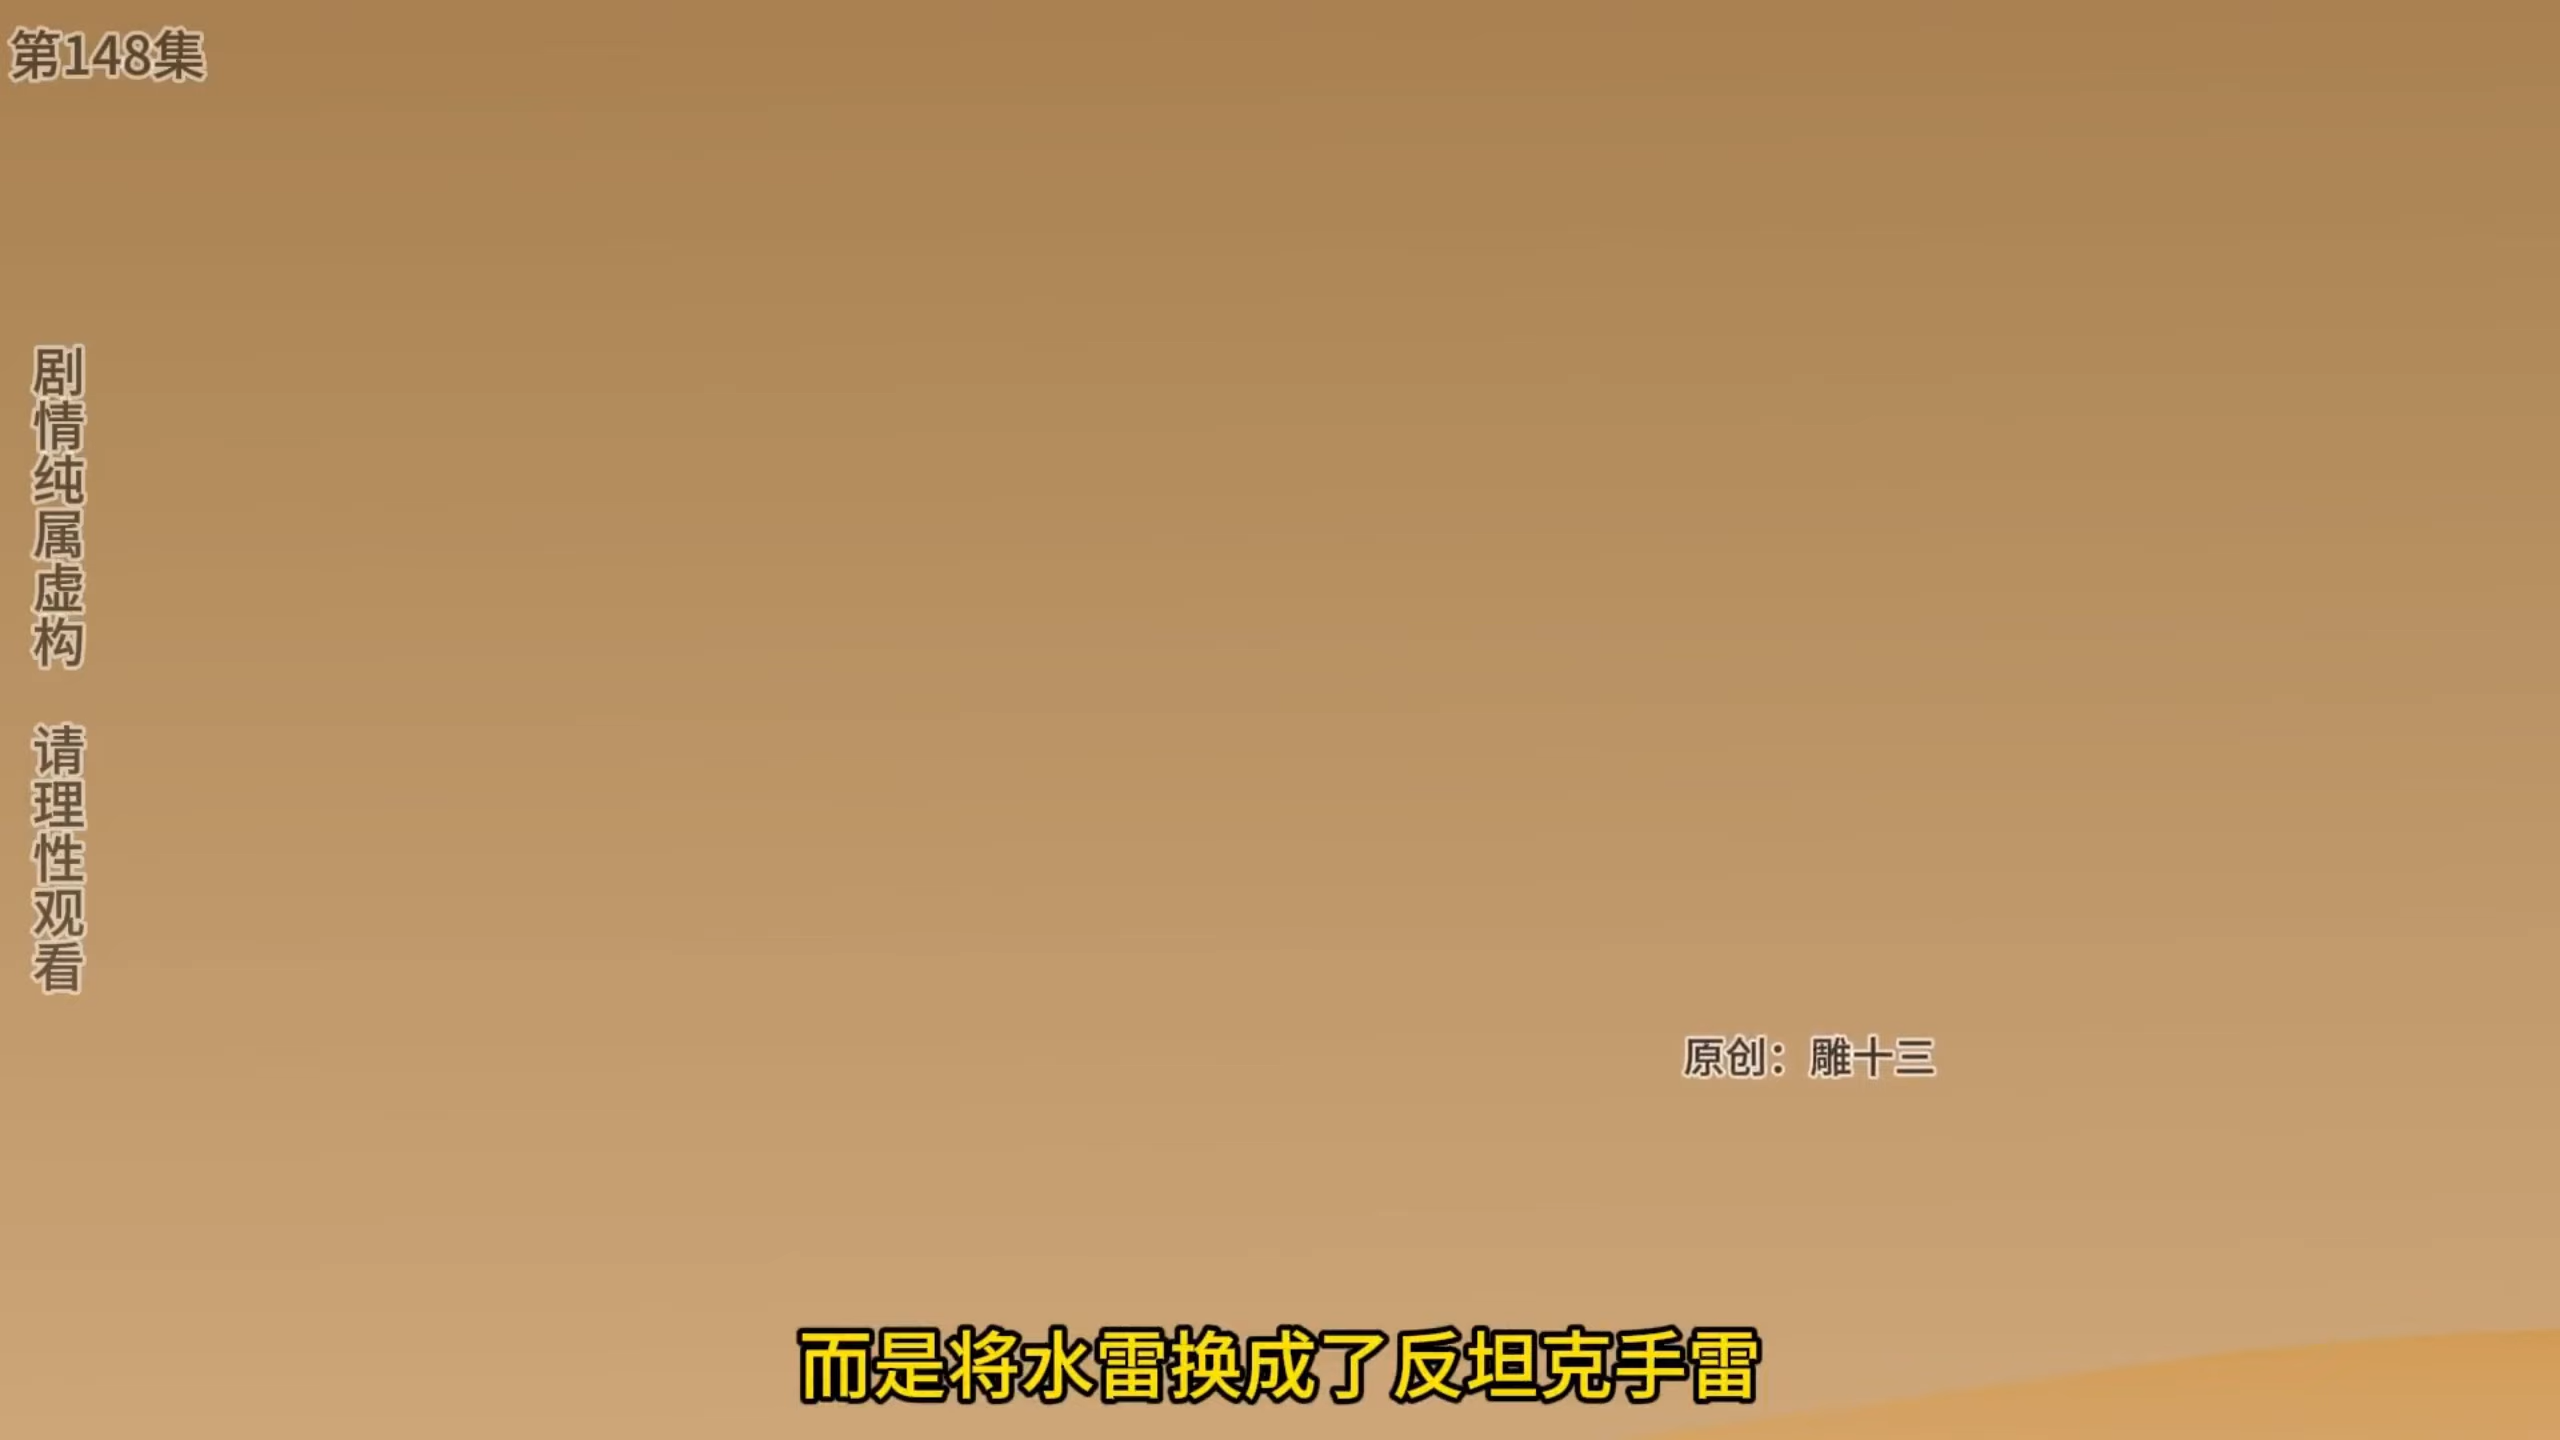 第148集
剧情纯属虚构 请理性观看
原创：雕十三
而是将水雷换成了反坦克手雷